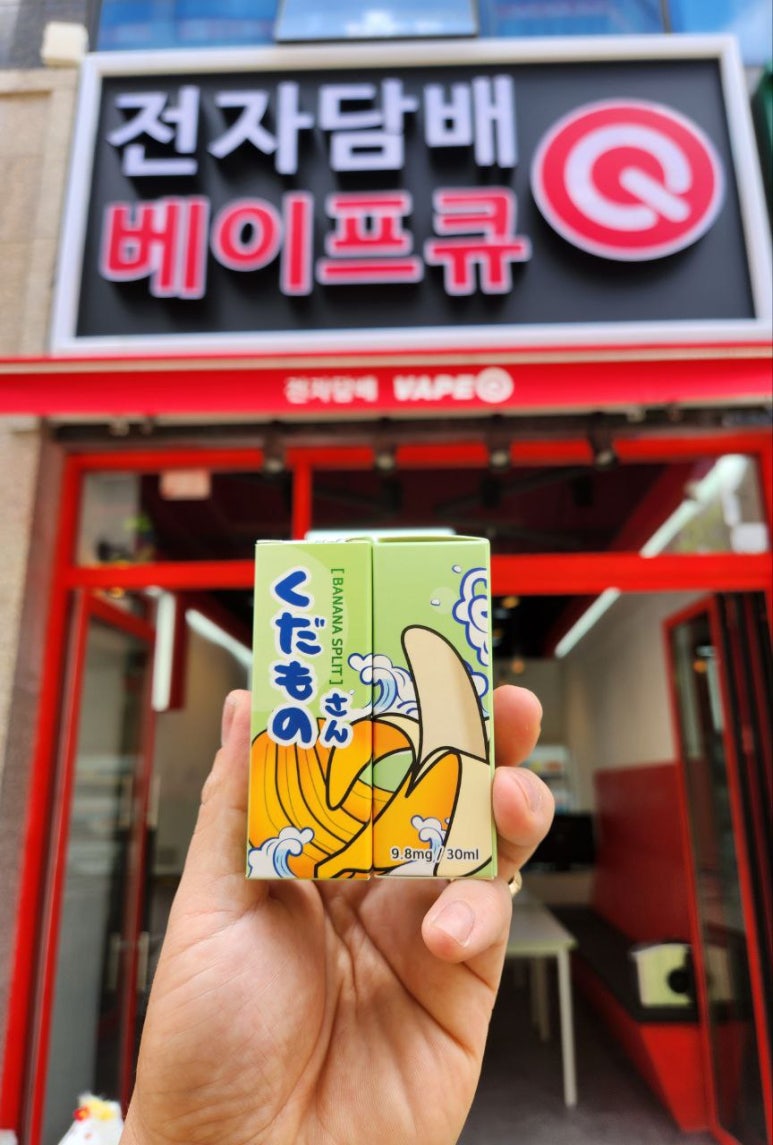 전자담배
베이프큐
전자담배 VAPEQ
くだもの
さん
[ BANANA SPLIT ]
9.8mg / 30ml